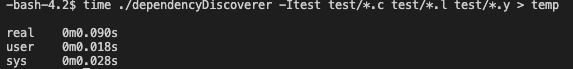 -bash-4.2$ time ./dependencyDiscoverer -Itest test/*.c test/*.l test/*.y > temp
real 0m0.090s
user 0m0.018s
sys 0m0.028s